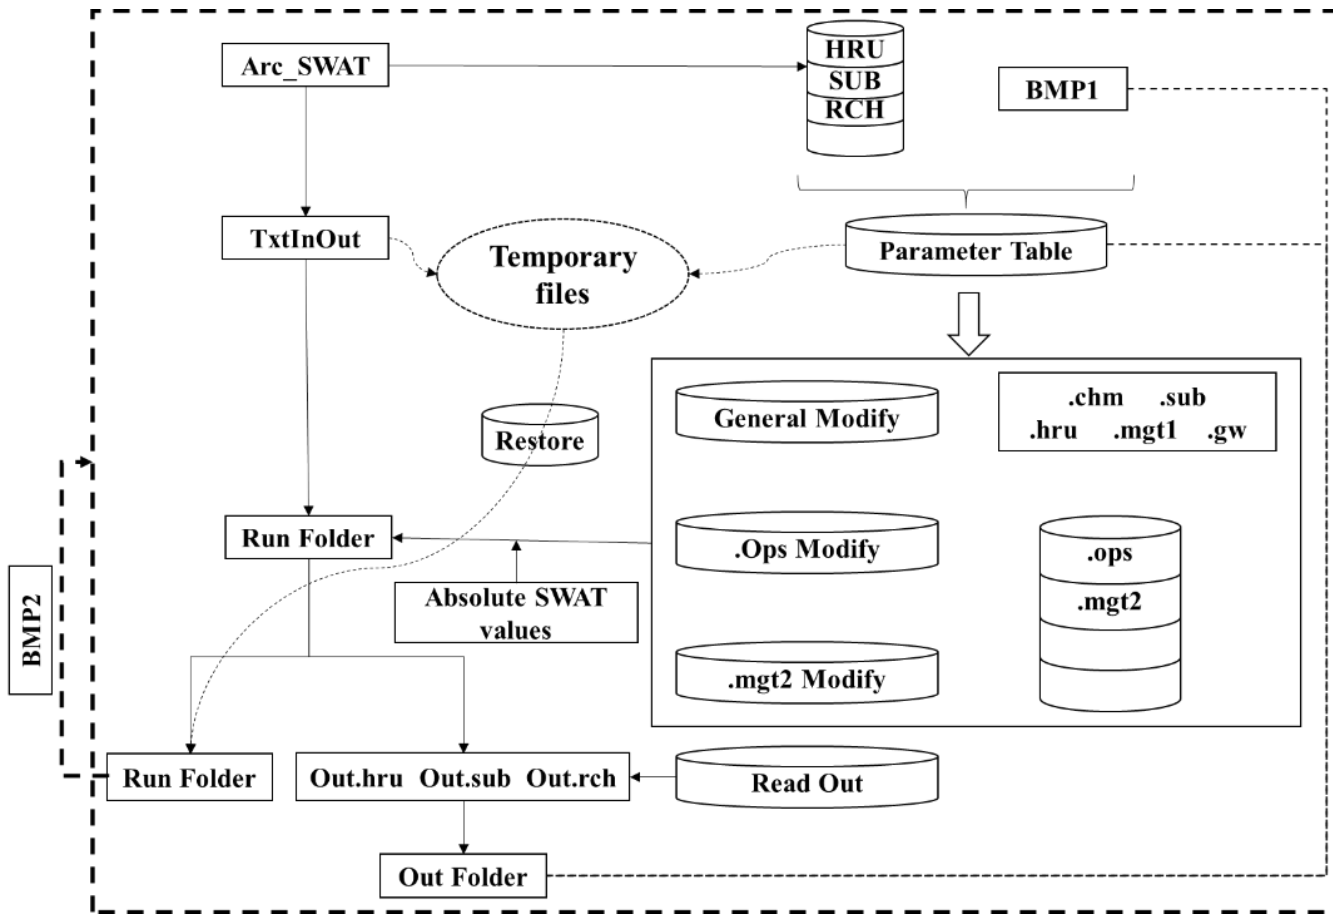 Arc_SWAT
HRU
SUB
RCH
BMP1
TxtInOut
Temporary
files
Parameter Table
General Modify
.chm .sub
.hru .mgt1 .gw
Restore
Run Folder
.Ops Modify
.ops
.mgt2
Absolute SWAT
values
BMP2
.mgt2 Modify
Run Folder
Out.hru Out.sub Out.rch
Read Out
Out Folder